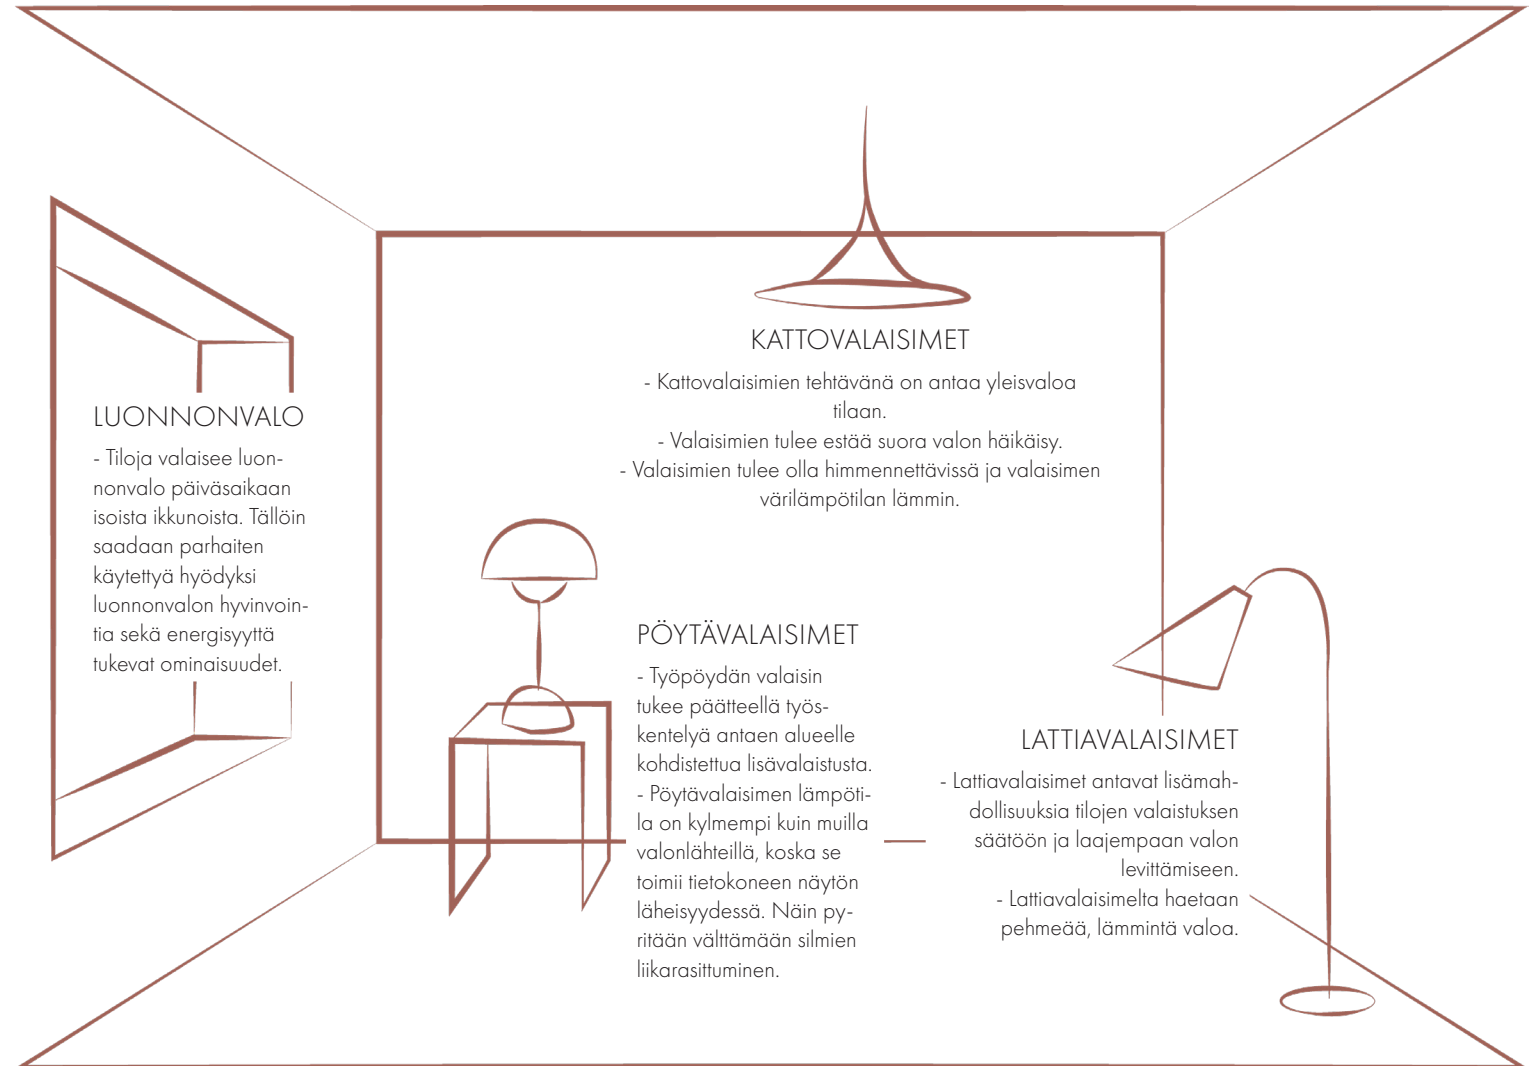 KATTOVALAISIMET
- Kattovalaisimien tehtävänä on antaa yleisvaloa
tilaan.
- Valaisimien tulee estää suora valon häikäisy.
- Valaisimien tulee olla himmennettävissä ja valaisimen
värilämpötilan lämmin.
LUONNONVALO
- Tiloja valaisee luon-
nonvalo päiväsaikaan
isoista ikkunoista. Tällöin
saadaan parhaiten
käytettyä hyödyksi
luonnonvalon hyvinvoin-
tia sekä energisyyttä
tukevat ominaisuudet.
PÖYTÄVALAISIMET
- Työpöydän valaisin
tukee päätteellä työs-
kentelyä antaen alueelle
kohdistettua lisävalaistusta.
- Pöytävalaisimen lämpöti-
la on kylmempi kuin muilla
valonlähteillä, koska se
toimii tietokoneen näytön
läheisyydessä. Näin py-
ritään välttämään silmien
liikarasittuminen.
LATTIAVALAISIMET
- Lattiavalaisimet antavat lisämah-
dollisuuksia tilojen valaistuksen
säätöön ja laajempaan valon
levittämiseen.
- Lattiavalaisimelta haetaan
pehmeää, lämmintä valoa.